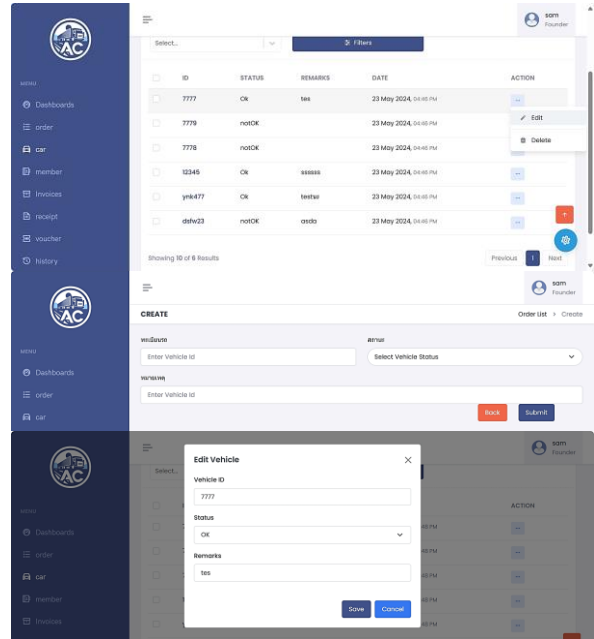 AC
sam
Founder
Select...
Filters
MENU
Dashboards
order
car
member
Invoices
receipt
voucher
history
ID STATUS REMARKS DATE ACTION
7777 Ok tes 23 May 2024, 04:46 PM ...
7779 notOK 23 May 2024, 04:46 PM ...
7778 notOK 23 May 2024, 04:46 PM ...
12345 Ok ssssss 23 May 2024, 04:46 PM ...
ynk477 Ok testsr 23 May 2024, 04:46 PM ...
dsfw23 notOK asda 23 May 2024, 04:46 PM ...
Edit
Delete
+
Showing 10 of 6 Results
Previous 1 Next
AC
sam
Founder
CREATE
Order List > Create
MENU
Dashboards
order
car
ทะเบียนรถ
Enter Vehicle Id
สถานะ
Select Vehicle Status
หมายเหตุ
Enter Vehicle Id
Back
Submit
AC
sam
Founder
Select...
MENU
Dashboards
order
car
member
Invoices
ACTION
Edit Vehicle
Vehicle ID
7777
Status
OK
Remarks
tes
Save
Cancel